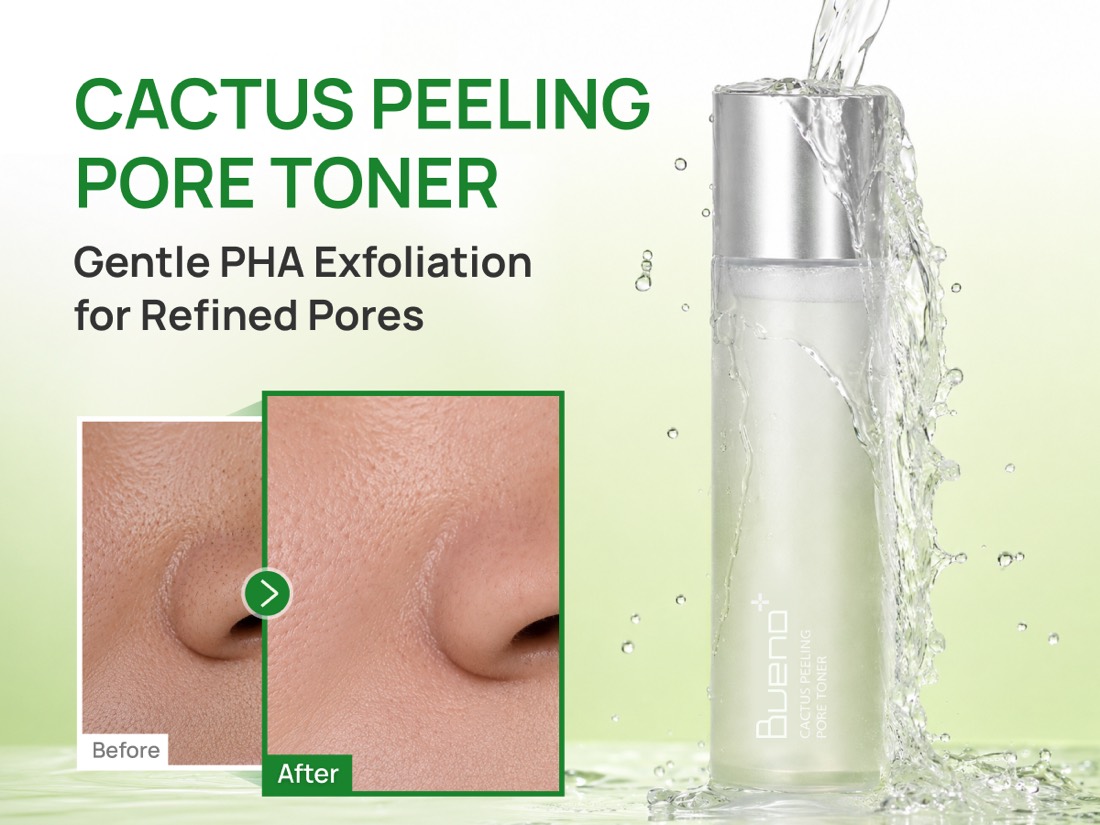 CACTUS PEELING
PORE TONER
Gentle PHA Exfoliation
for Refined Pores
Before
After
Bueno+
CACTUS PEELING
PORE TONER